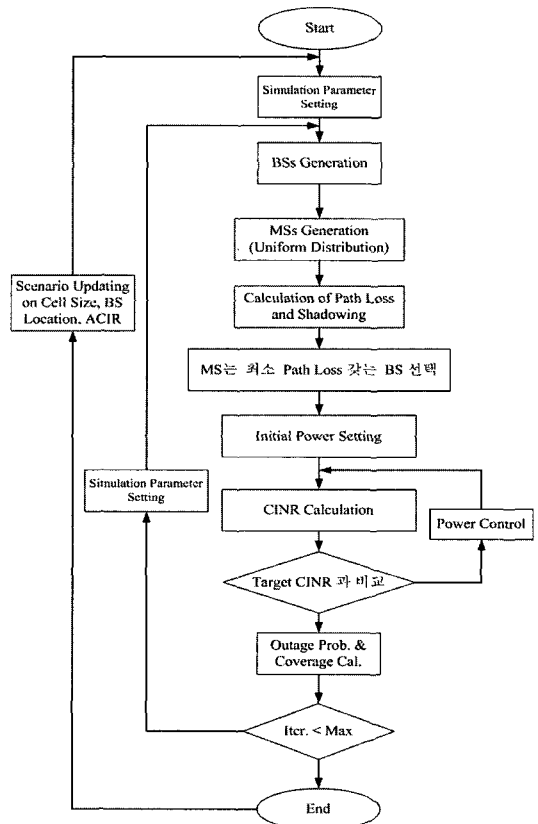 Start
Simulation Parameter
Setting
BSs Generation
MSs Generation
(Uniform Distribution)
Scenario Updating
on Cell Size, BS
Location, ACIR
Calculation of Path Loss
and Shadowing
MS는 최소 Path Loss 갖는 BS 선택
Initial Power Setting
Simulation Parameter
Setting
CINR Calculation
Power Control
Target CINR 과 비교
Outage Prob. &
Coverage Cal.
Iter. < Max
End